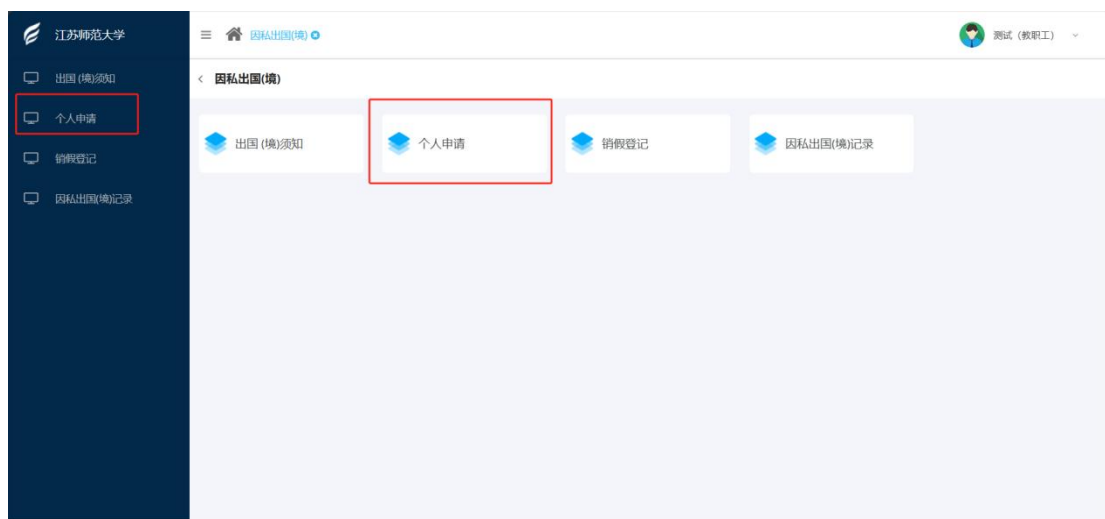 江苏师范大学
因私出国(境)
测试（教职工）
出国(境)须知
个人申请
销假登记
因私出国(境)记录
因私出国(境)
出国(境)须知
个人申请
销假登记
因私出国(境)记录